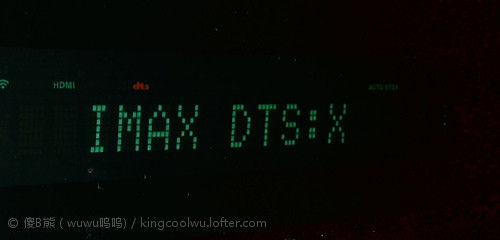 HDMI dts
IMAX DTS:X
© 傻B熊 ( wuwu呜呜) / kingcoolwu.lofter.com